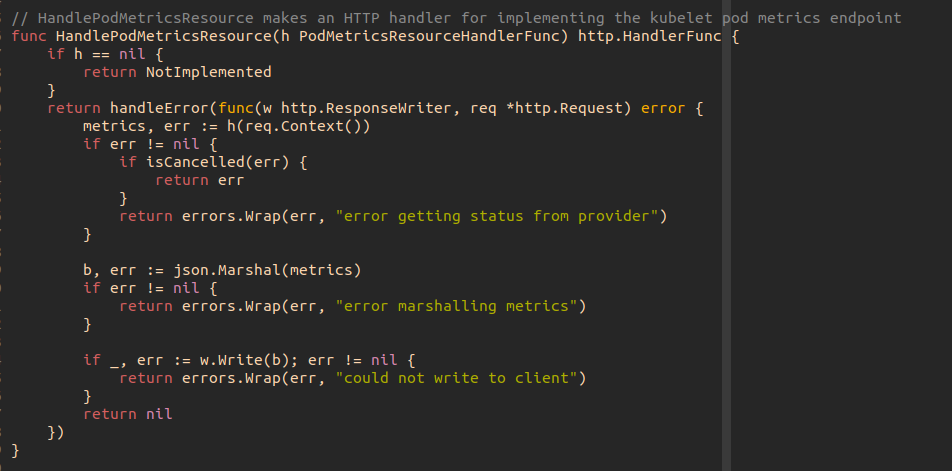 // HandlePodMetricsResource makes an HTTP handler for implementing the kubelet pod metrics endpoint
func HandlePodMetricsResource(h PodMetricsResourceHandlerFunc) http.HandlerFunc {
    if h == nil {
        return NotImplemented
    }
    return handleError(func(w http.ResponseWriter, req *http.Request) error {
        metrics, err := h(req.Context())
        if err != nil {
            if isCancelled(err) {
                return err
            }
            return errors.Wrap(err, "error getting status from provider")
        }

        b, err := json.Marshal(metrics)
        if err != nil {
            return errors.Wrap(err, "error marshalling metrics")
        }

        if _, err := w.Write(b); err != nil {
            return errors.Wrap(err, "could not write to client")
        }
        return nil
    })
}